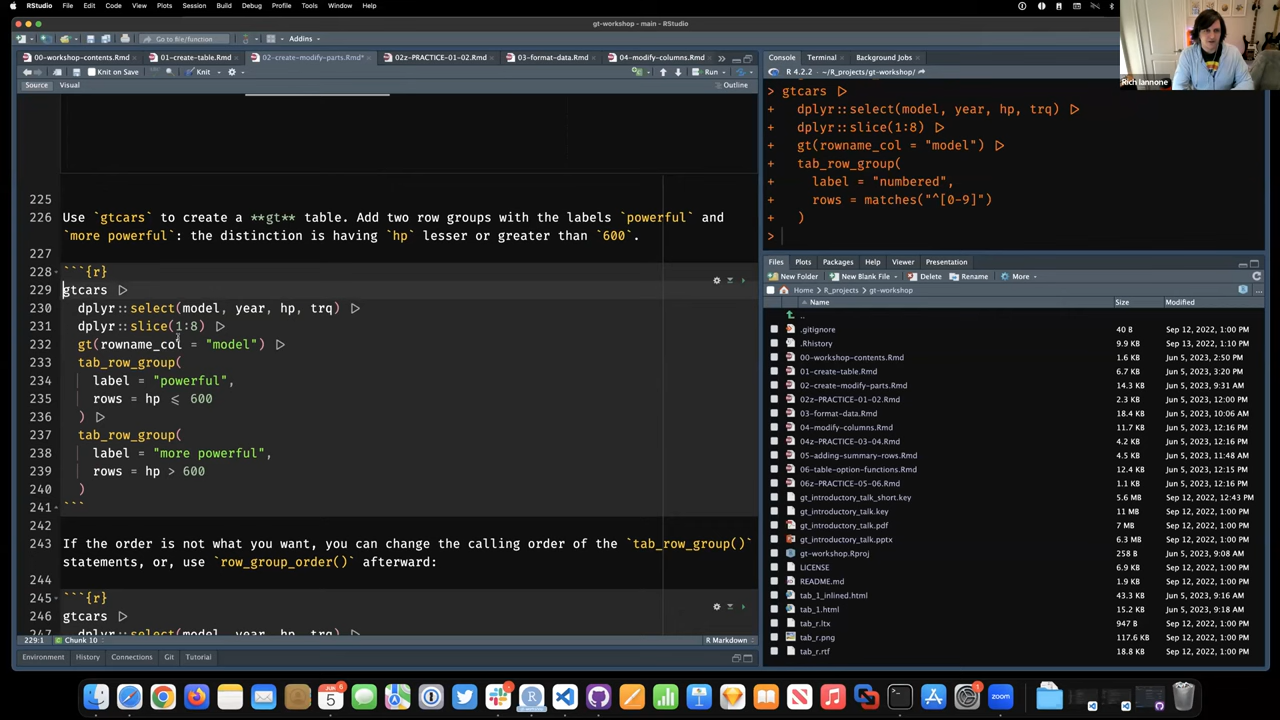 RStudio File Edit Code View Plots Session Build Debug Profile Tools Window Help
gt-workshop - main - RStudio
Go to file/function Addins
00-workshop-contents.Rmd 01-create-table.Rmd 02-create-modify-parts.Rmd* 02z-PRACTICE-01-02.Rmd 03-format-data.Rmd 04-modify-columns.Rmd
Knit on Save Knit Run
Source Visual Outline
225
226 Use `gtcars` to create a **gt** table. Add two row groups with the labels `powerful` and
`more powerful`: the distinction is having `hp` lesser or greater than `600`.
227
228 ```{r}
229 gtcars |>
230 dplyr::select(model, year, hp, trq) |>
231 dplyr::slice(1:8) |>
232 gt(rowname_col = "model") |>
233 tab_row_group(
234 label = "powerful",
235 rows = hp <= 600
236 ) |>
237 tab_row_group(
238 label = "more powerful",
239 rows = hp > 600
240 )
241 ```
242
243 If the order is not what you want, you can change the calling order of the `tab_row_group()`
statements, or, use `row_group_order()` afterward:
244
245 ```{r}
246 gtcars |>
247 dplyr::select(model, year, hp, trq) |>
229:1 Chunk 10 R Markdown
Environment History Connections Git Tutorial
Console Terminal Background Jobs
R 4.2.2 · ~/R_projects/gt-workshop/
> gtcars |>
+ dplyr::select(model, year, hp, trq) |>
+ dplyr::slice(1:8) |>
+ gt(rowname_col = "model") |>
+ tab_row_group(
+ label = "numbered",
+ rows = matches("^[0-9]")
+ )
>
Files Plots Packages Help Viewer Presentation
New Folder New Blank File Delete Rename More
Home R_projects gt-workshop
Name Size Modified
..
.gitignore 40 B Sep 12, 2022, 1:00 PM
.Rhistory 9.9 KB Sep 13, 2022, 1:10 PM
00-workshop-contents.Rmd 1.6 KB Jun 5, 2023, 2:50 PM
01-create-table.Rmd 6.7 KB Jun 5, 2023, 3:20 PM
02-create-modify-parts.Rmd 14.3 KB Jun 5, 2023, 9:31 AM
02z-PRACTICE-01-02.Rmd 2.3 KB Jun 5, 2023, 12:00 PM
03-format-data.Rmd 18.4 KB Jun 5, 2023, 10:06 AM
04-modify-columns.Rmd 11.7 KB Jun 5, 2023, 12:16 PM
04z-PRACTICE-03-04.Rmd 4.2 KB Jun 5, 2023, 12:16 PM
05-adding-summary-rows.Rmd 4.5 KB Jun 5, 2023, 11:48 AM
06-table-option-functions.Rmd 12.4 KB Jun 5, 2023, 12:15 PM
06z-PRACTICE-05-06.Rmd 1.1 KB Jun 5, 2023, 12:16 PM
gt_introductory_talk_short.key 5.6 MB Sep 12, 2022, 12:43 PM
gt_introductory_talk.key 11 MB Sep 12, 2022, 1:00 PM
gt_introductory_talk.pdf 7 MB Sep 12, 2022, 1:00 PM
gt_introductory_talk.pptx 4 MB Sep 12, 2022, 1:00 PM
gt-workshop.Rproj 258 B Jun 5, 2023, 9:08 AM
LICENSE 6.9 KB Sep 12, 2022, 1:00 PM
README.md 1.9 KB Sep 12, 2022, 1:00 PM
tab_1_inlined.html 43.3 KB Jun 5, 2023, 9:16 AM
tab_1.html 15.2 KB Jun 5, 2023, 9:18 AM
tab_r.ltx 947 B Sep 12, 2022, 1:00 PM
tab_r.png 117.6 KB Sep 12, 2022, 1:00 PM
tab_r.rtf 18.8 KB Sep 12, 2022, 1:00 PM
Rich Iannone
JUN
5
zoom